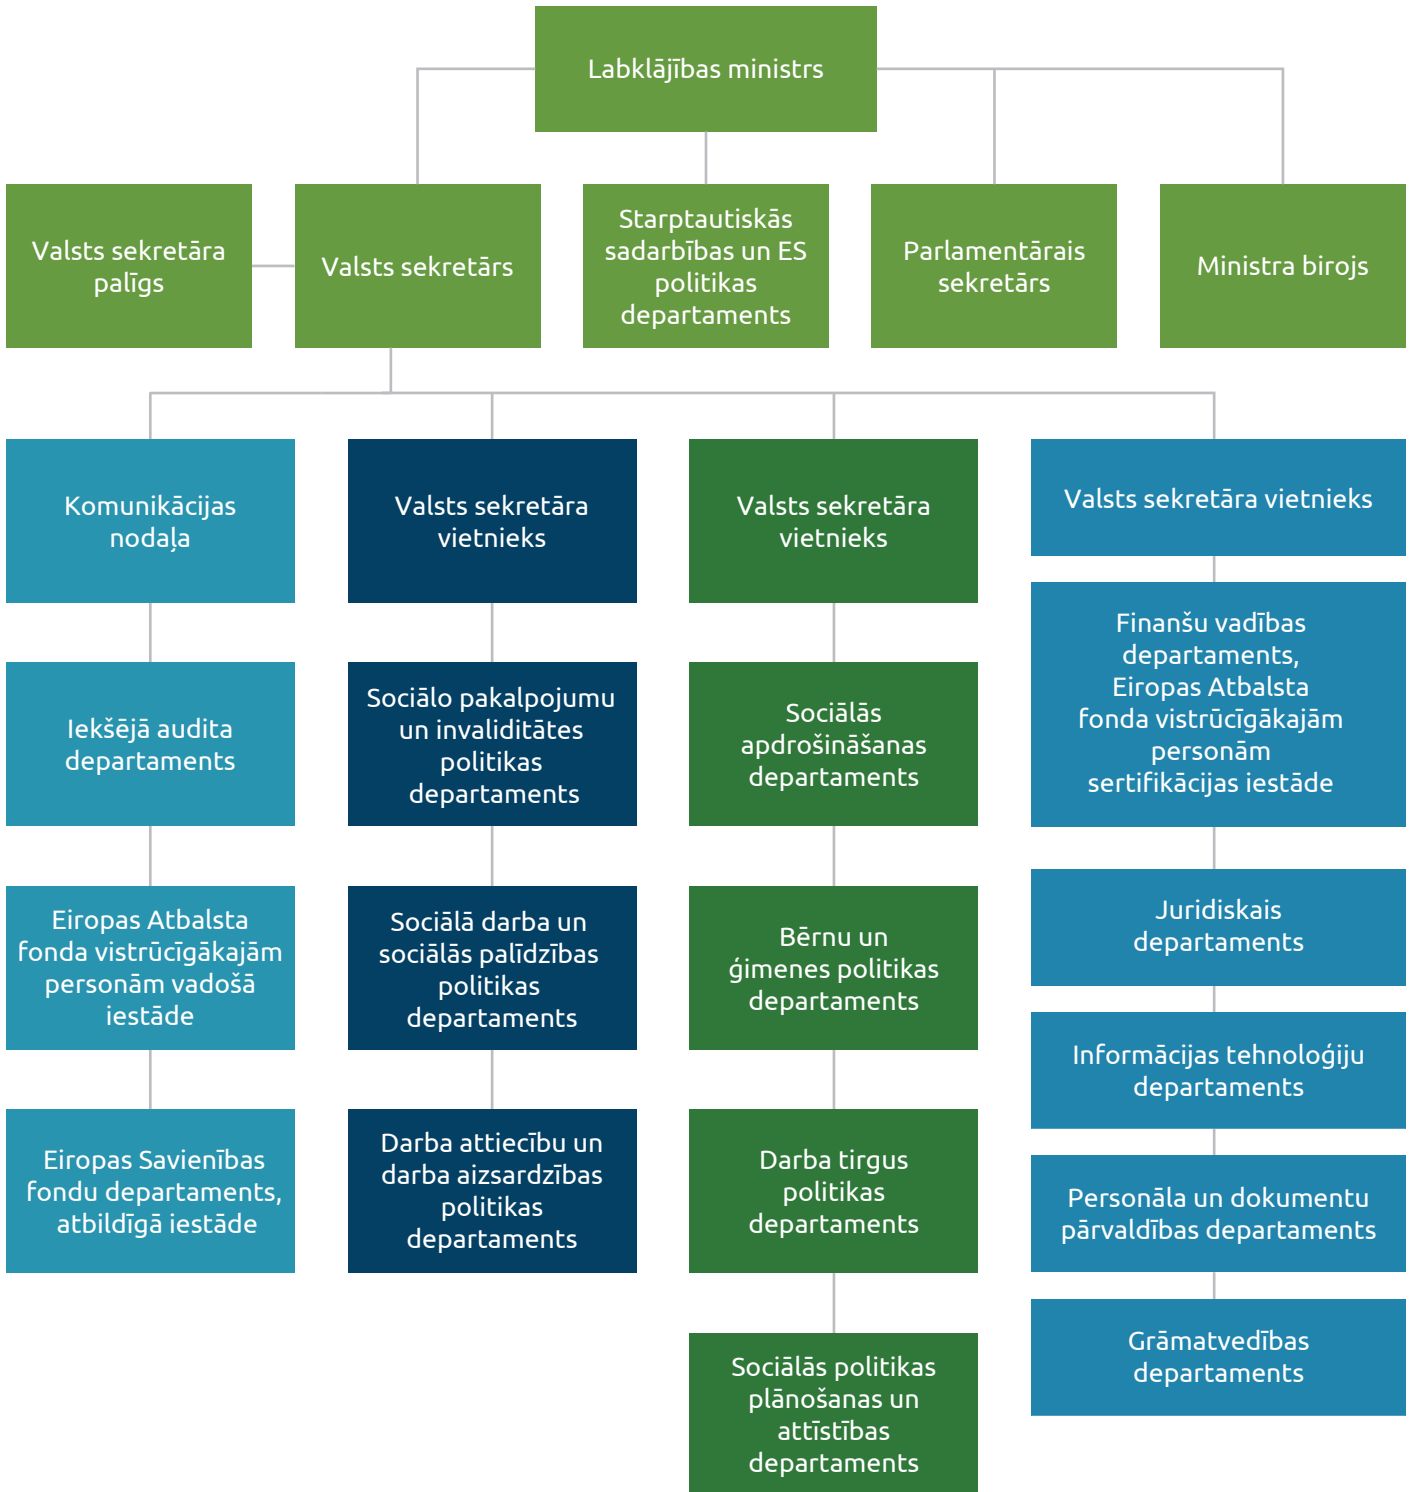 Labklājības ministrs
Valsts sekretāra
palīgs
Valsts sekretārs
Starptautiskās
sadarbības un ES
politikas
departaments
Parlamentārais
sekretārs
Ministra birojs
Komunikācijas
nodaļa
Iekšējā audita
departaments
Eiropas Atbalsta
fonda vistrūcīgākajām
personām vadošā
iestāde
Eiropas Savienības
fondu departaments,
atbildīgā iestāde
Valsts sekretāra
vietnieks
Sociālo pakalpojumu
un invaliditātes
politikas
departaments
Sociālā darba un
sociālās palīdzības
politikas
departaments
Darba attiecību un
darba aizsardzības
politikas
departaments
Valsts sekretāra
vietnieks
Sociālās
apdrošināšanas
departaments
Bērnu un
ģimenes politikas
departaments
Darba tirgus
politikas
departaments
Sociālās politikas
plānošanas un
attīstības
departaments
Valsts sekretāra vietnieks
Finanšu vadības
departaments,
Eiropas Atbalsta
fonda vistrūcīgākajām
personām
sertifikācijas iestāde
Juridiskais
departaments
Informācijas tehnoloģiju
departaments
Personāla un dokumentu
pārvaldības departaments
Grāmatvedības
departaments